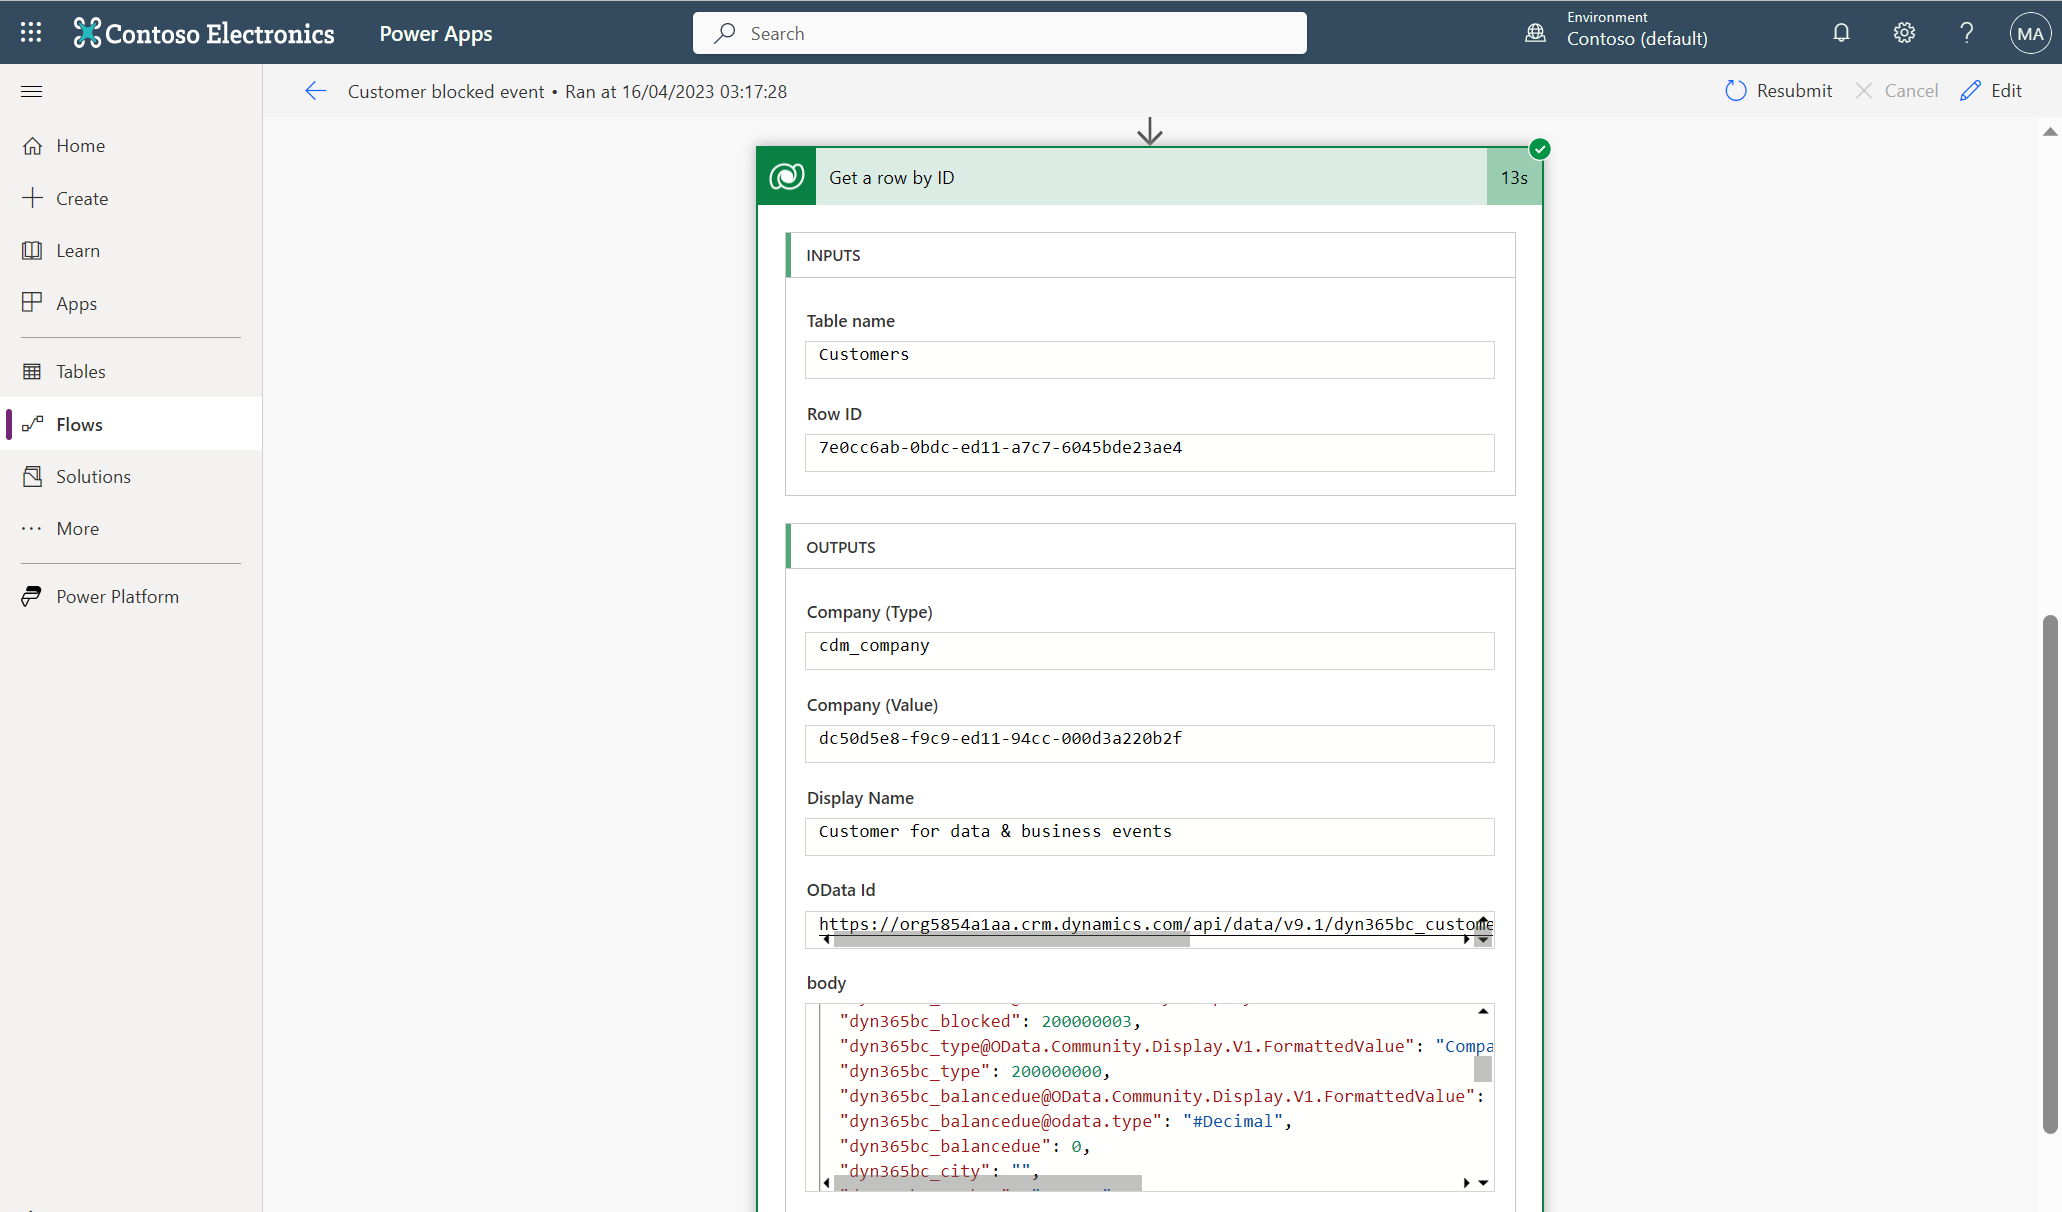 Contoso Electronics
Power Apps
Search
Environment
Contoso (default)
MA
Customer blocked event • Ran at 16/04/2023 03:17:28
Resubmit
Cancel
Edit
Home
Create
Learn
Apps
Tables
Flows
Solutions
More
Power Platform
Get a row by ID
13s
INPUTS
Table name
Customers
Row ID
7e0cc6ab-0bdc-ed11-a7c7-6045bde23ae4
OUTPUTS
Company (Type)
cdm_company
Company (Value)
dc50d5e8-f9c9-ed11-94cc-000d3a220b2f
Display Name
Customer for data & business events
OData Id
https://org5854a1aa.crm.dynamics.com/api/data/v9.1/dyn365bc_custome
body
"dyn365bc_blocked": 200000003,
"dyn365bc_type@OData.Community.Display.V1.FormattedValue": "Compa
"dyn365bc_type": 200000000,
"dyn365bc_balancedue@OData.Community.Display.V1.FormattedValue":
"dyn365bc_balancedue@odata.type": "#Decimal",
"dyn365bc_balancedue": 0,
"dyn365bc_city": "",